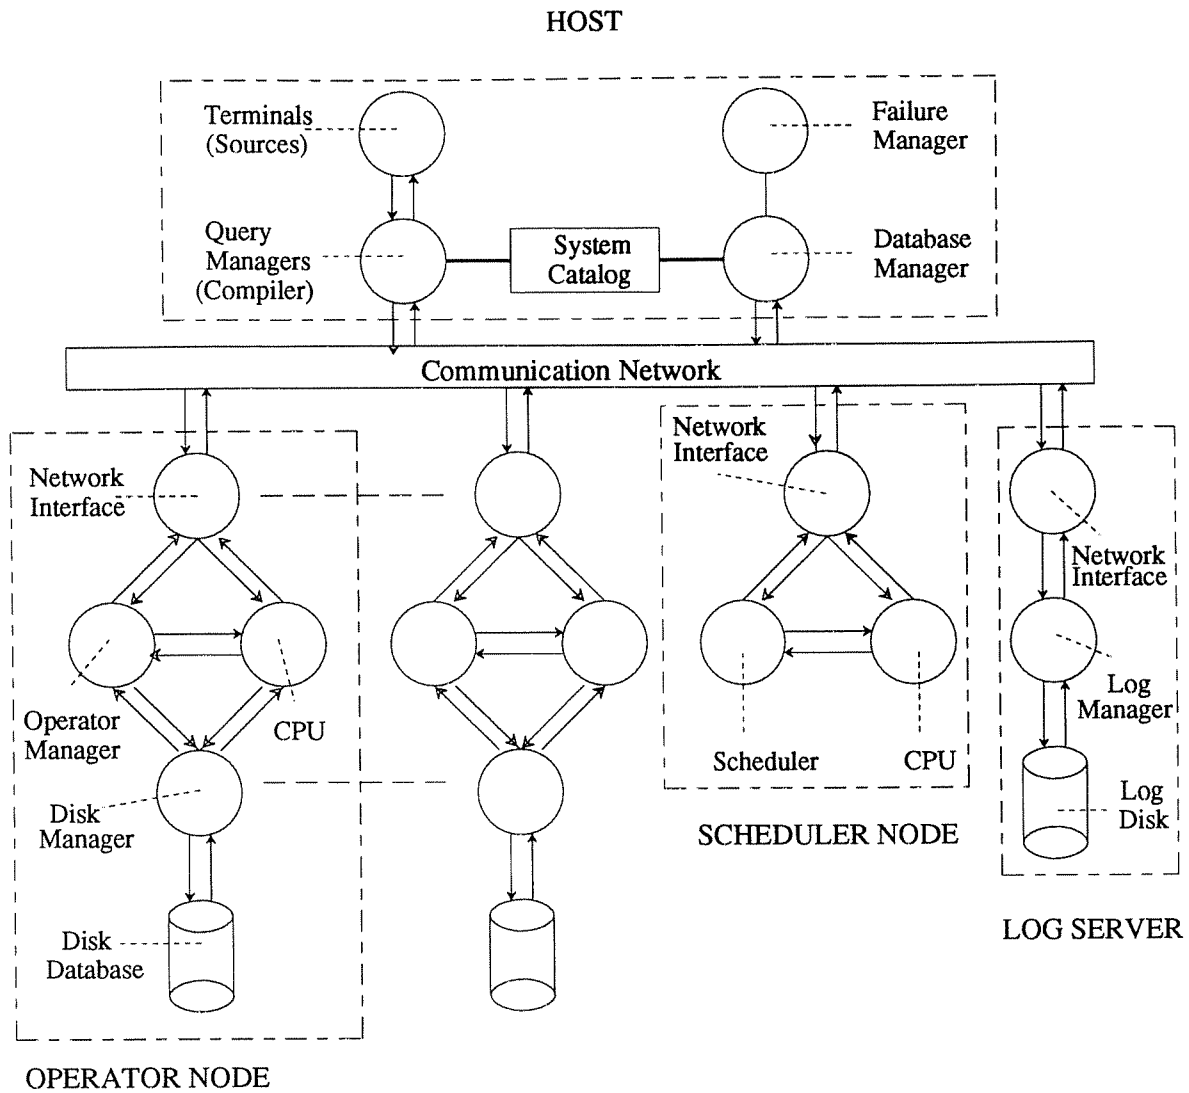 HOST
Terminals
(Sources)
Failure
Manager
Query
Managers
(Compiler)
System
Catalog
Database
Manager
Communication Network
Network
Interface
Operator
Manager
CPU
Disk
Manager
Disk
Database
OPERATOR NODE
Network
Interface
Scheduler
CPU
SCHEDULER NODE
Network
Interface
Log
Manager
Log
Disk
LOG SERVER